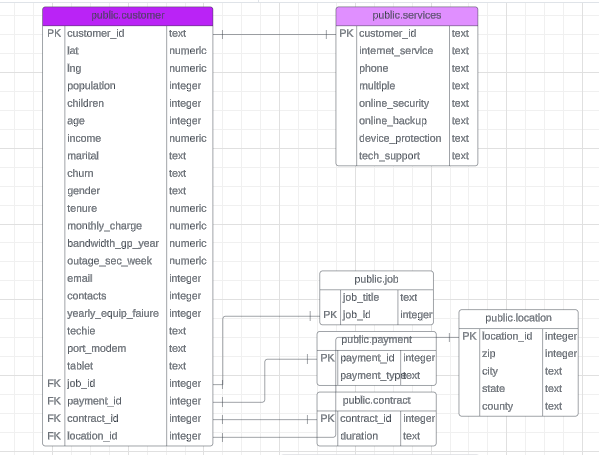 public.customer
PK customer_id text
lat numeric
lng numeric
population integer
children integer
age integer
income numeric
marital text
churn text
gender text
tenure numeric
monthly_charge numeric
bandwidth_gp_year numeric
outage_sec_week numeric
email integer
contacts integer
yearly_equip_faiure integer
techie text
port_modem text
tablet text
FK job_id integer
FK payment_id integer
FK contract_id integer
FK location_id integer
public.services
PK customer_id text
internet_service text
phone text
multiple text
online_security text
online_backup text
device_protection text
tech_support text
public.job
job_title text
PK job_id integer
public.payment
PK payment_id integer
payment_type text
public.contract
PK contract_id integer
duration text
public.location
PK location_id integer
zip integer
city text
state text
county text